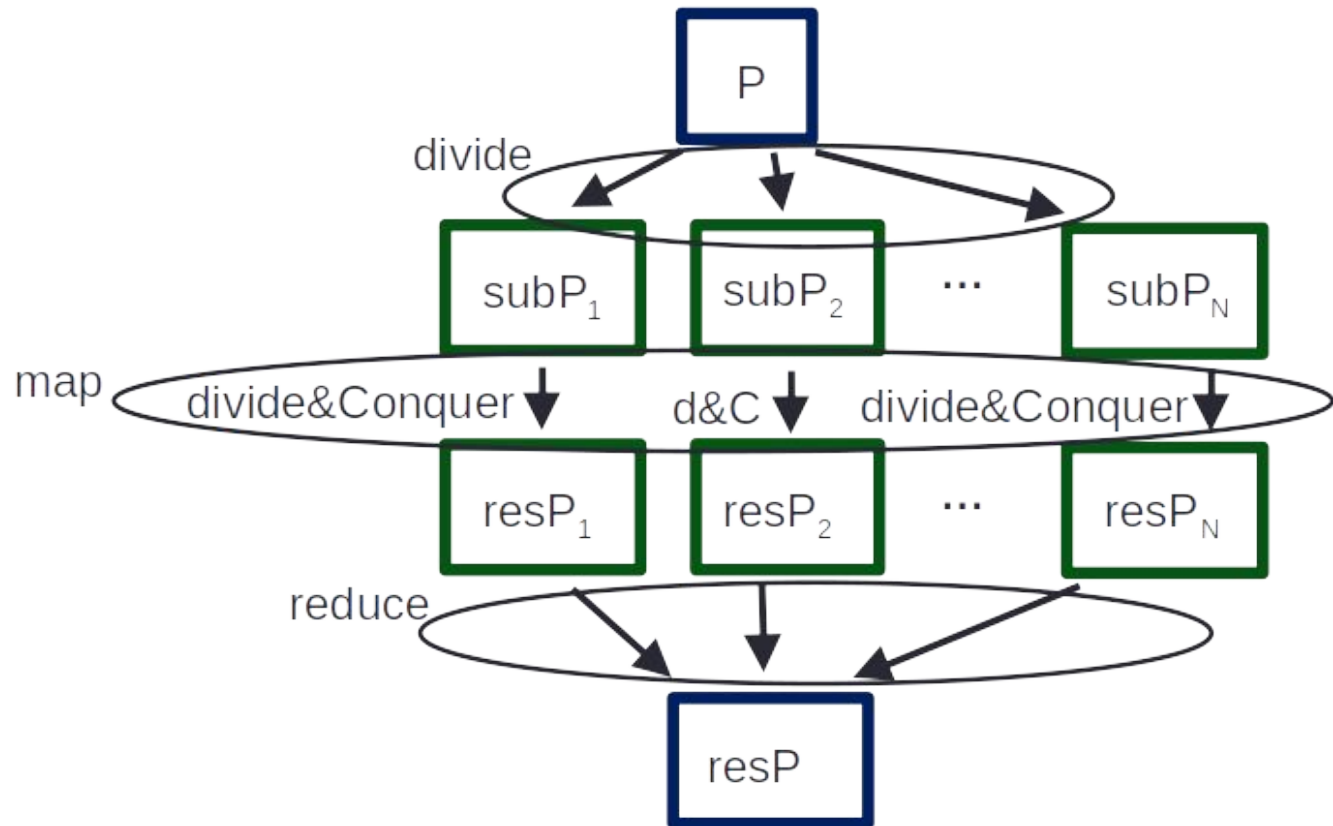 P
divide
subP1 subP2 ... subPN
map
divide&Conquer d&C divide&Conquer
resP1 resP2 ... resPN
reduce
resP